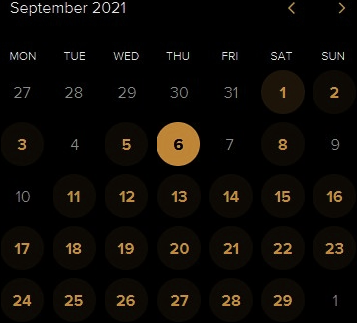 September 2021
MON TUE WED THU FRI SAT SUN
27 28 29 30 31 1 2
3 4 5 6 7 8 9
10 11 12 13 14 15 16
17 18 19 20 21 22 23
24 25 26 27 28 29 1